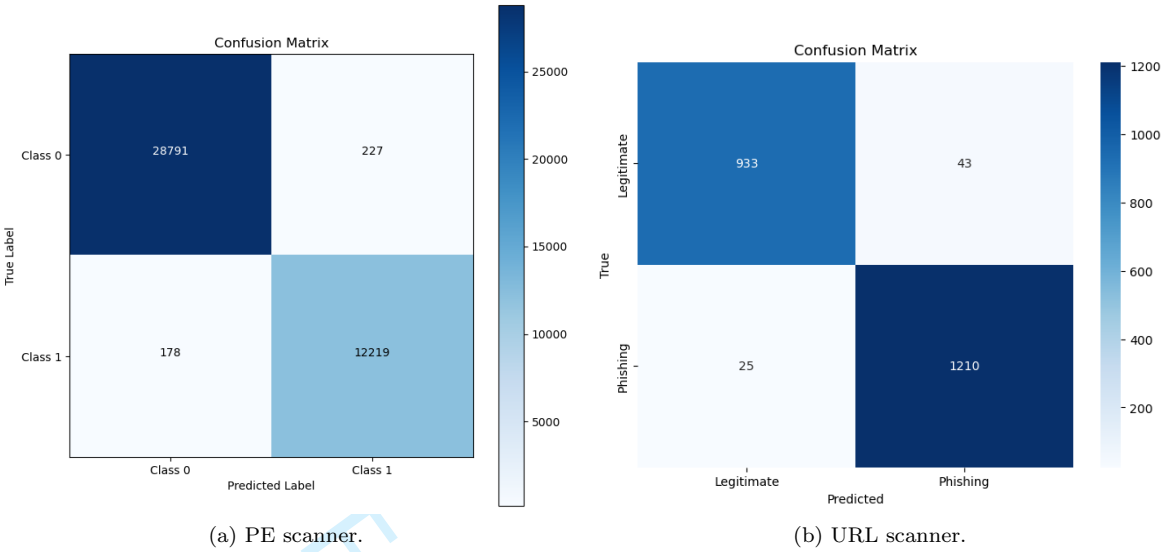 Confusion Matrix
Class 0
Class 1
True Label
28791
227
178
12219
Class 0
Class 1
Predicted Label
25000
20000
15000
10000
5000
(a) PE scanner.
Confusion Matrix
Legitimate
Phishing
True
933
43
25
1210
Legitimate
Phishing
Predicted
1200
1000
800
600
400
200
(b) URL scanner.